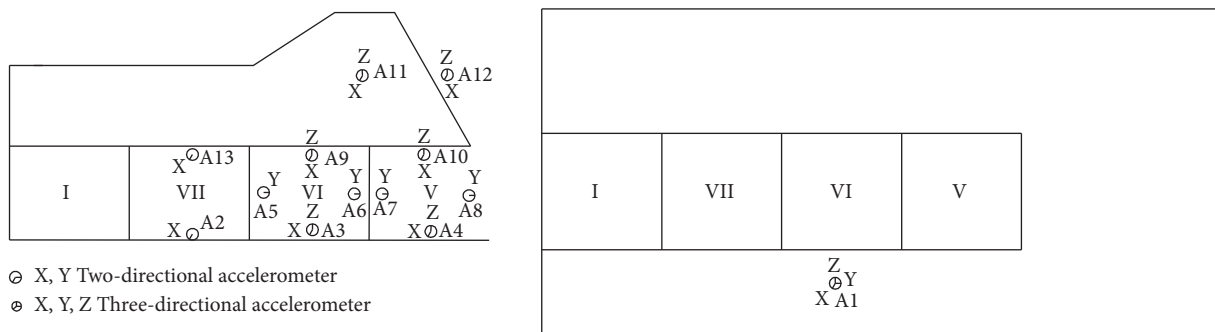 Z
A11
X
Z
A12
X
Z
Z
A13
X
A9
X
A10
X
I
VII
Y
VI
Y
Y
V
Y
A5
A6
A7
A8
Z
Z
X
A2
X
A3
X
A4
X, Y Two-directional accelerometer
X, Y, Z Three-directional accelerometer
I
VII
VI
V
Z
Y
X
A1